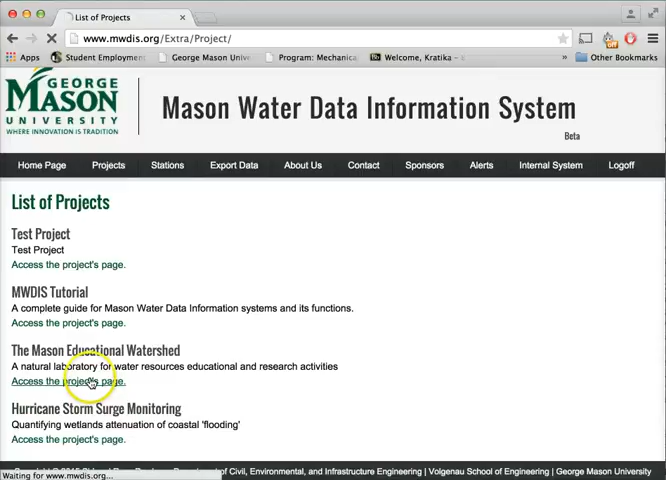 List of Projects
www.mwdis.org/Extra/Project/
Apps Student Employment George Mason Univ Program: Mechanica Welcome, Kratika – E » Other Bookmarks
GEORGE
MASON
UNIVERSITY
WHERE INNOVATION IS TRADITION
Mason Water Data Information System
Beta
Home Page Projects Stations Export Data About Us Contact Sponsors Alerts Internal System Logoff
List of Projects
Test Project
Test Project
Access the project's page.
MWDIS Tutorial
A complete guide for Mason Water Data Information systems and its functions.
Access the project's page.
The Mason Educational Watershed
A natural laboratory for water resources educational and research activities
Access the project's page.
Hurricane Storm Surge Monitoring
Quantifying wetlands attenuation of coastal 'flooding'
Access the project's page.
Department of Civil, Environmental, and Infrastructure Engineering | Volgenau School of Engineering | George Mason University
Waiting for www.mwdis.org...